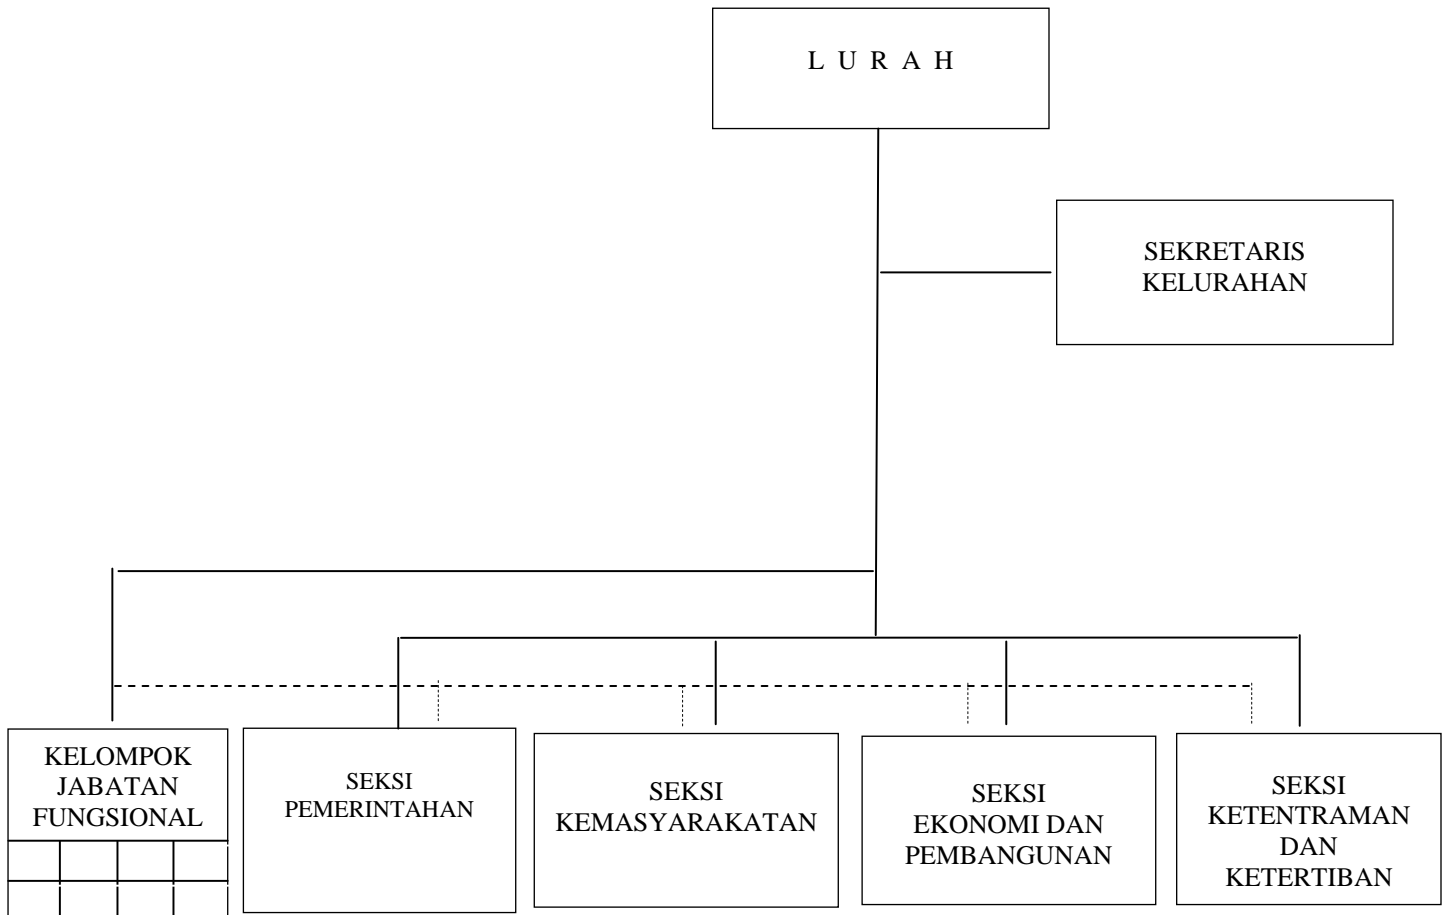 L U R A H
SEKRETARIS
KELURAHAN
KELOMPOK
JABATAN
FUNGSIONAL
SEKSI
PEMERINTAHAN
SEKSI
KEMASYARAKATAN
SEKSI
EKONOMI DAN
PEMBANGUNAN
SEKSI
KETENTRAMAN
DAN
KETERTIBAN